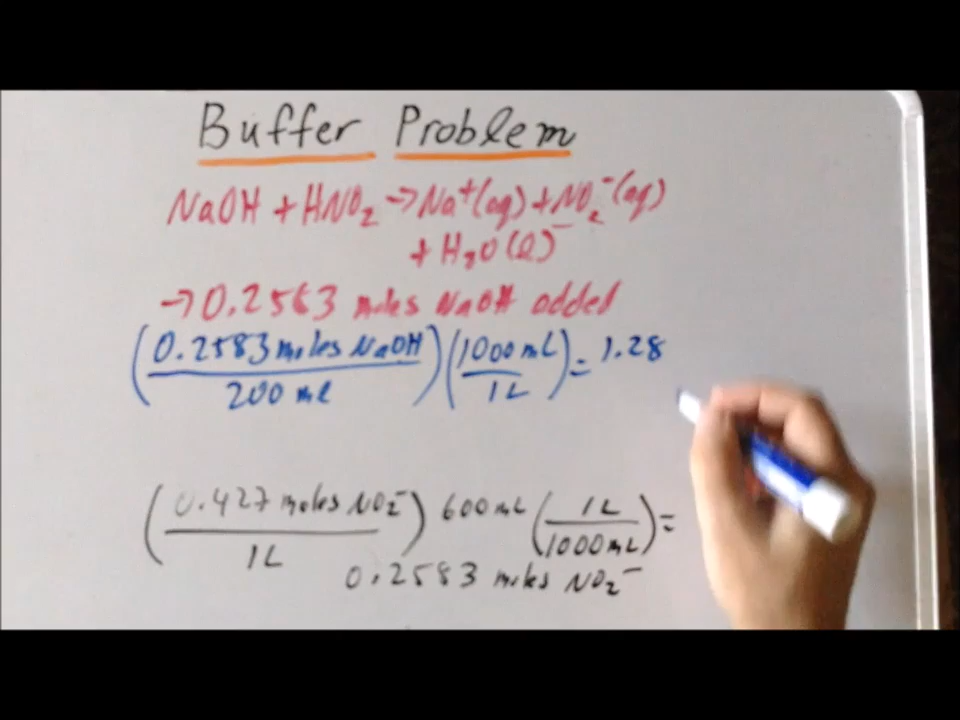 Buffer Problem
NaOH + HNO₂ → Na⁺(aq) + NO₂⁻(aq)
+ H₂O(l)
→ 0.2583 moles NaOH added
(0.2583 moles NaOH / 200 ml) (1000 mL / 1L) = 1.28
(0.427 moles NO₂⁻ / 1L) 600 mL (1L / 1000 mL) =
0.2583 moles NO₂⁻